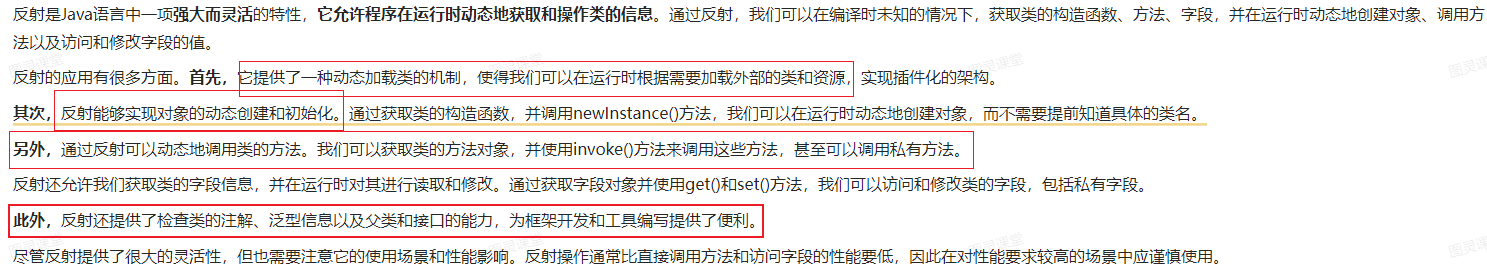 反射是Java语言中一项强大而灵活的特性，它允许程序在运行时动态地获取和操作类的信息。通过反射，我们可以在编译时未知的情况下，获取类的构造函数、方法、字段，并在运行时动态地创建对象、调用方
法以及访问和修改字段的值。
反射的应用有很多方面。首先，它提供了一种动态加载类的机制，使得我们可以在运行时根据需要加载外部的类和资源，实现插件化的架构。
其次，反射能够实现对象的动态创建和初始化。通过获取类的构造函数，并调用newInstance()方法，我们可以在运行时动态地创建对象，而不需要提前知道具体的类名。
另外，通过反射可以动态地调用类的方法。我们可以获取类的方法对象，并使用invoke()方法来调用这些方法，甚至可以调用私有方法。
反射还允许我们获取类的字段信息，并在运行时对其进行读取和修改。通过获取字段对象并使用get()和set()方法，我们可以访问和修改类的字段，包括私有字段。
此外，反射还提供了检查类的注解、泛型信息以及父类和接口的能力，为框架开发和工具编写提供了便利。
尽管反射提供了很大的灵活性，但也需要注意它的使用场景和性能影响。反射操作通常比直接调用方法和访问字段的性能要低，因此在对性能要求较高的场景中应谨慎使用。